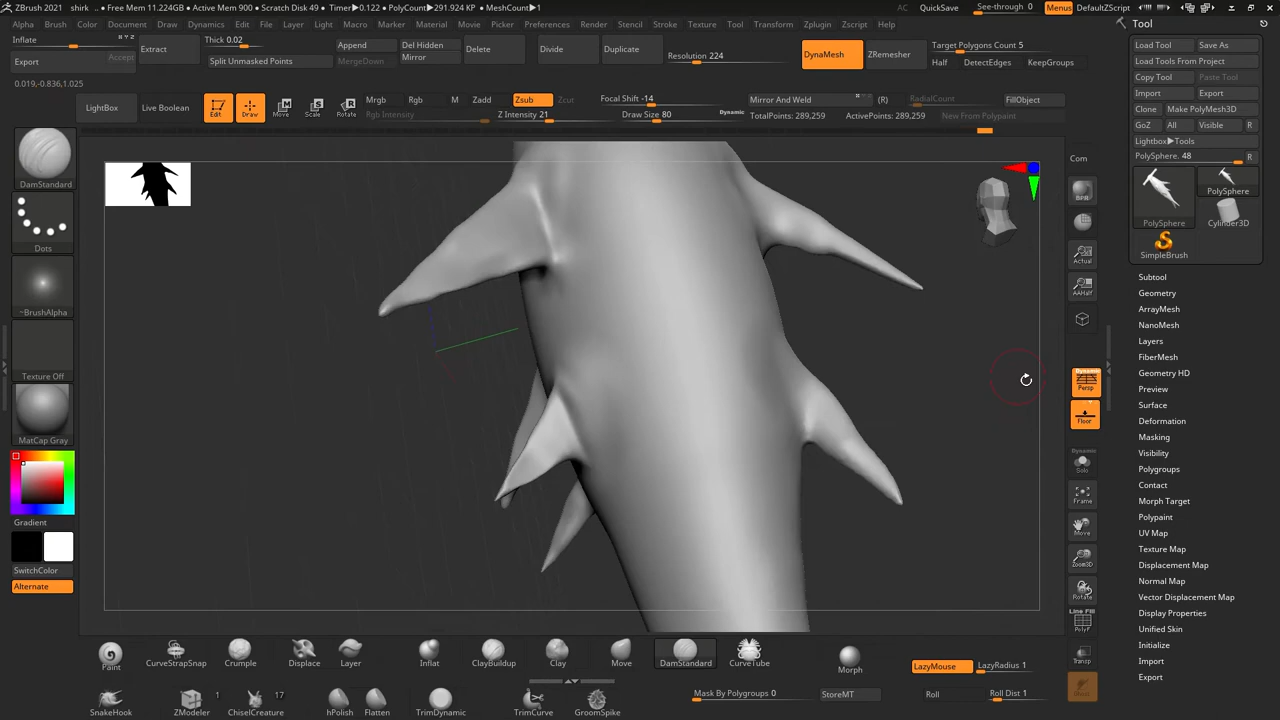 ZBrush 2021 shirk • Free Mem 11.224GB • Active Mem 900 • Scratch Disk 49 • Timer▶0.122 • PolyCount▶291.924 KP • MeshCount▶1 AC QuickSave See-through 0 Menus DefaultZScript
Alpha Brush Color Document Draw Dynamics Edit File Layer Light Macro Marker Material Movie Picker Preferences Render Stencil Stroke Texture Tool Transform Zplugin Zscript Help
Tool
Inflate Thick 0.02 Append Del Hidden Resolution 224 DynaMesh ZRemesher Target Polygons Count 5
Extract Delete Divide Duplicate
Export Accept Split Unmasked Points MergeDown Mirror Half DetectEdges KeepGroups
0.019,-0.836,1.025
LightBox Live Boolean Edit Draw Move Scale Rotate Mrgb Rgb M Zadd Zsub Zcut Focal Shift -14 Mirror And Weld (R) RadialCount FillObject
Rgb Intensity Z Intensity 21 Draw Size 80 Dynamic TotalPoints: 289,259 ActivePoints: 289,259 New From Polypaint
Load Tool Save As
Load Tools From Project
Copy Tool Paste Tool
Import Export
Clone Make PolyMesh3D
GoZ All Visible R
Lightbox▶Tools
PolySphere. 48 R
PolySphere
PolySphere Cylinder3D
SimpleBrush
Subtool
Geometry
ArrayMesh
NanoMesh
Layers
FiberMesh
Geometry HD
Preview
Surface
Deformation
Masking
Visibility
Polygroups
Contact
Morph Target
Polypaint
UV Map
Texture Map
Displacement Map
Normal Map
Vector Displacement Map
Display Properties
Unified Skin
Initialize
Import
Export
DamStandard
Dots
~BrushAlpha
Texture Off
MatCap Gray
Gradient
SwitchColor
Alternate
Com
BPR
Actual
AAHalf
Dynamic
Persp
Floor
Dynamic
Solo
Frame
Move
Zoom3D
Rotate
Line Fill
PolyF
Transp
Paint CurveStrapSnap Crumple Displace Layer Inflat ClayBuildup Clay Move DamStandard CurveTube Morph LazyMouse LazyRadius 1
SnakeHook ZModeler 1 ChiselCreature 17 hPolish Flatten TrimDynamic TrimCurve GroomSpike Mask By Polygroups 0 StoreMT Roll Roll Dist 1